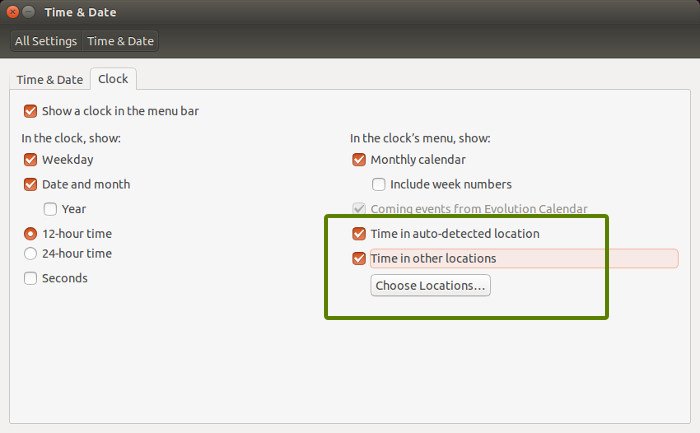 Time & Date
All Settings
Time & Date
Time & Date
Clock
Show a clock in the menu bar
In the clock, show:
Weekday
Date and month
Year
12-hour time
24-hour time
Seconds
In the clock’s menu, show:
Monthly calendar
Include week numbers
Coming events from Evolution Calendar
Time in auto-detected location
Time in other locations
Choose Locations…